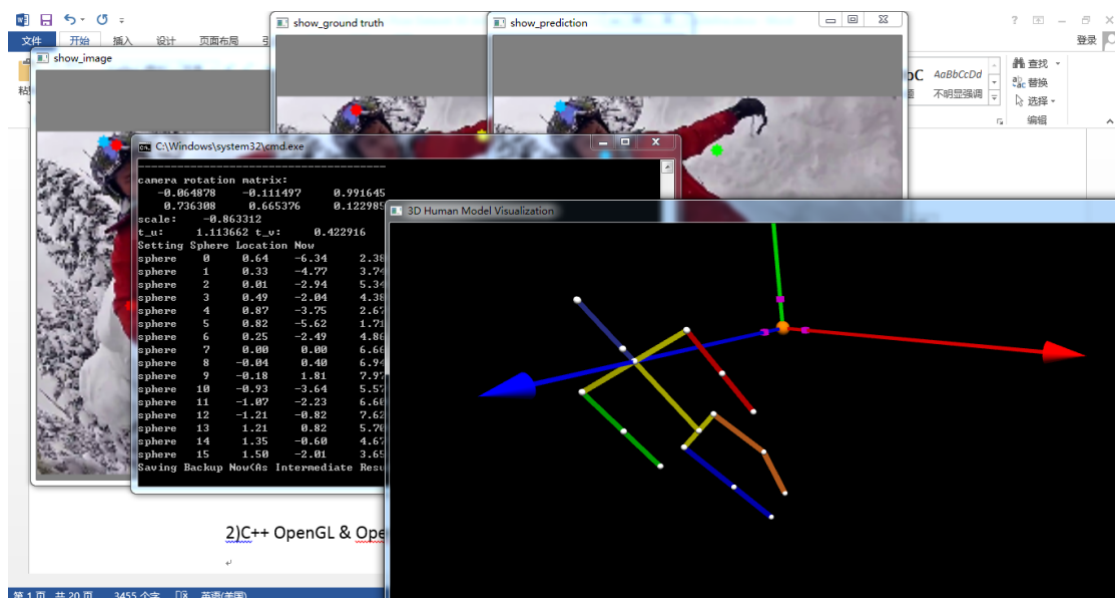 show_ground truth
show_prediction
登录
文件
开始
插入
设计
页面布局
show_image
AaBbCcDd
不明显强调
查找
替换
选择
编辑
C:\Windows\system32\cmd.exe
camera rotation matrix:
-0.064878 -0.111497 0.991645
0.736308 0.665376 0.122985
scale: -0.863312
t_u: 1.113662 t_v: 0.422916
Setting Sphere Location Now
sphere 0 0.64 -6.34 2.38
sphere 1 0.33 -4.77 3.74
sphere 2 0.01 -2.94 5.34
sphere 3 0.49 -2.04 4.38
sphere 4 0.87 -3.75 2.67
sphere 5 0.82 -5.62 1.71
sphere 6 0.25 -2.49 4.86
sphere 7 0.00 0.00 6.66
sphere 8 -0.04 0.40 6.94
sphere 9 -0.18 1.81 7.97
sphere 10 -0.93 -3.64 5.57
sphere 11 -1.07 -2.23 6.60
sphere 12 -1.21 -0.82 7.62
sphere 13 1.21 0.82 5.70
sphere 14 1.35 -0.60 4.67
sphere 15 1.50 -2.01 3.65
Saving Backup Now(As Intermediate Resu
3D Human Model Visualization
2)C++ OpenGL & Ope
第 1 页 共 20 页 3455 个字 英语(美国)